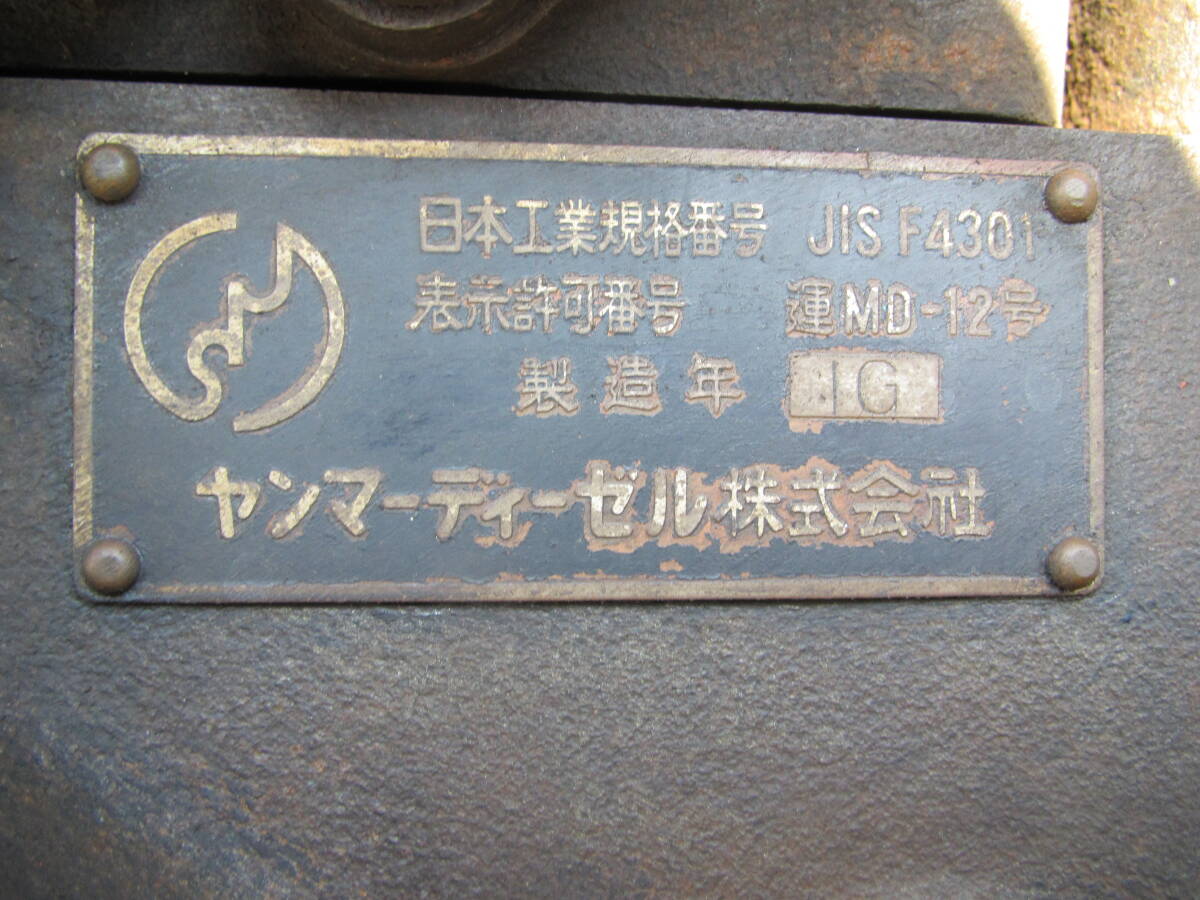 日本工業規格番号 JIS F4301
表示許可番号 運MD-12号
製造年 IG
ヤンマーディーゼル株式会社